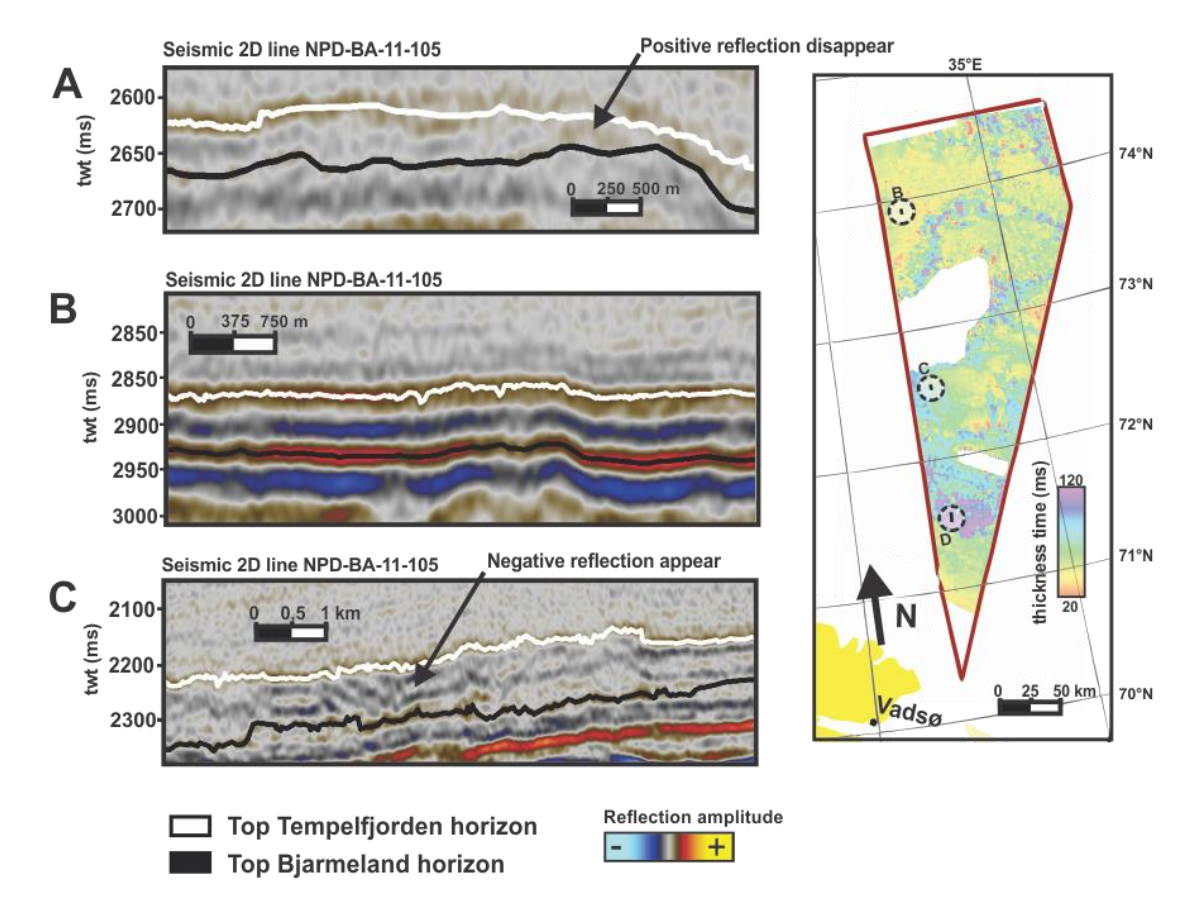 Seismic 2D line NPD-BA-11-105
Positive reflection disappear
A
twt (ms)
2600
2650
2700
0 250 500 m
Seismic 2D line NPD-BA-11-105
B
twt (ms)
0 375 750 m
2850
2850
2900
2950
3000
Seismic 2D line NPD-BA-11-105
Negative reflection appear
C
twt (ms)
0 0,5 1 km
2100
2200
2300
Top Tempelfjorden horizon
Top Bjarmeland horizon
Reflection amplitude
- +
35°E
74°N
73°N
72°N
71°N
70°N
B
C
D
thickness time (ms)
120
20
N
0 25 50 km
Vadsø